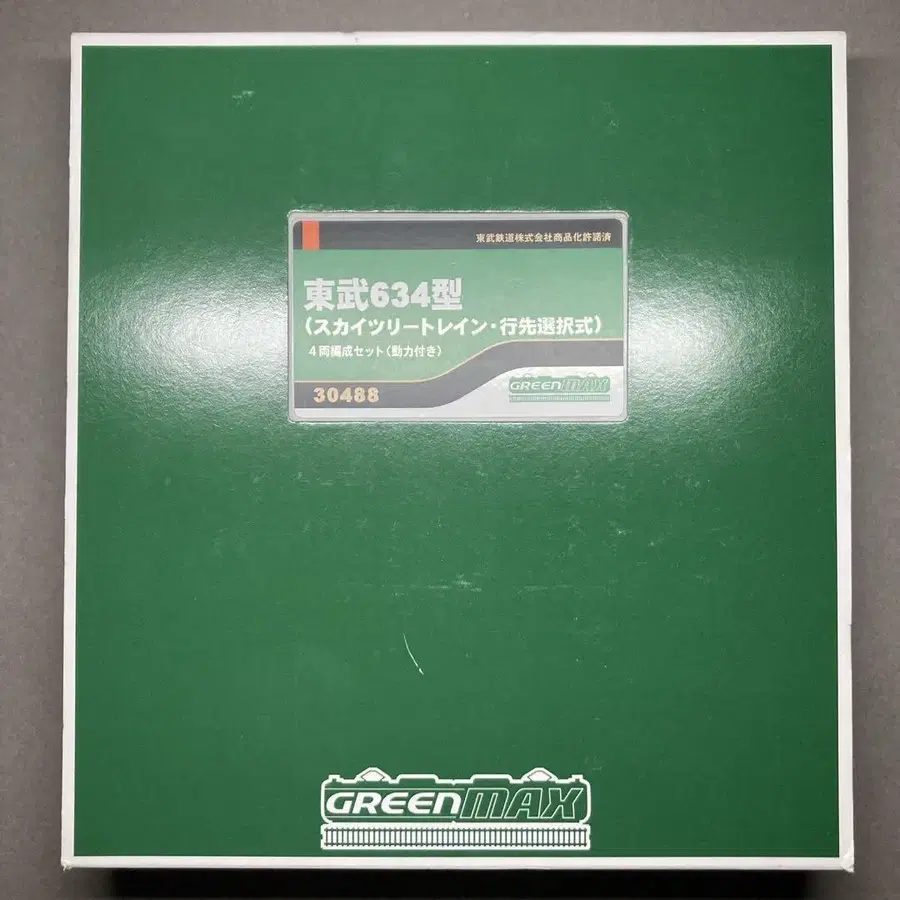 東武鉄道株式会社商品化許諾済
東武634型
(スカイツリートレイン・行先選択式)
4両編成セット(動力付き)
30488
GREENMAX
GREENMAX